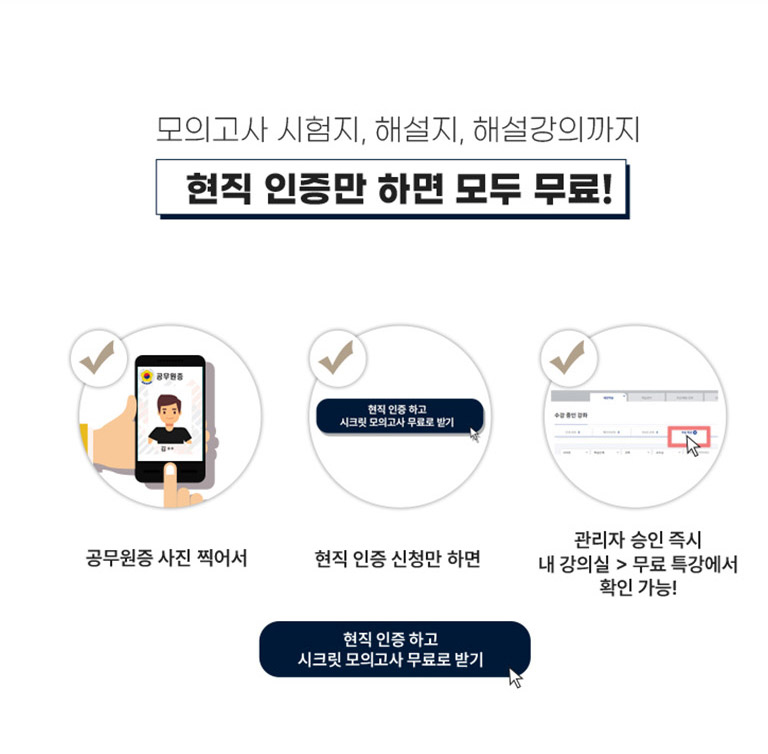 모의고사 시험지, 해설지, 해설강의까지
현직 인증만 하면 모두 무료!
공무원증
김 **
현직 인증 하고
시크릿 모의고사 무료로 받기
수강 중인 강좌
공무원증 사진 찍어서
현직 인증 신청만 하면
관리자 승인 즉시
내 강의실 > 무료 특강에서
확인 가능!
현직 인증 하고
시크릿 모의고사 무료로 받기